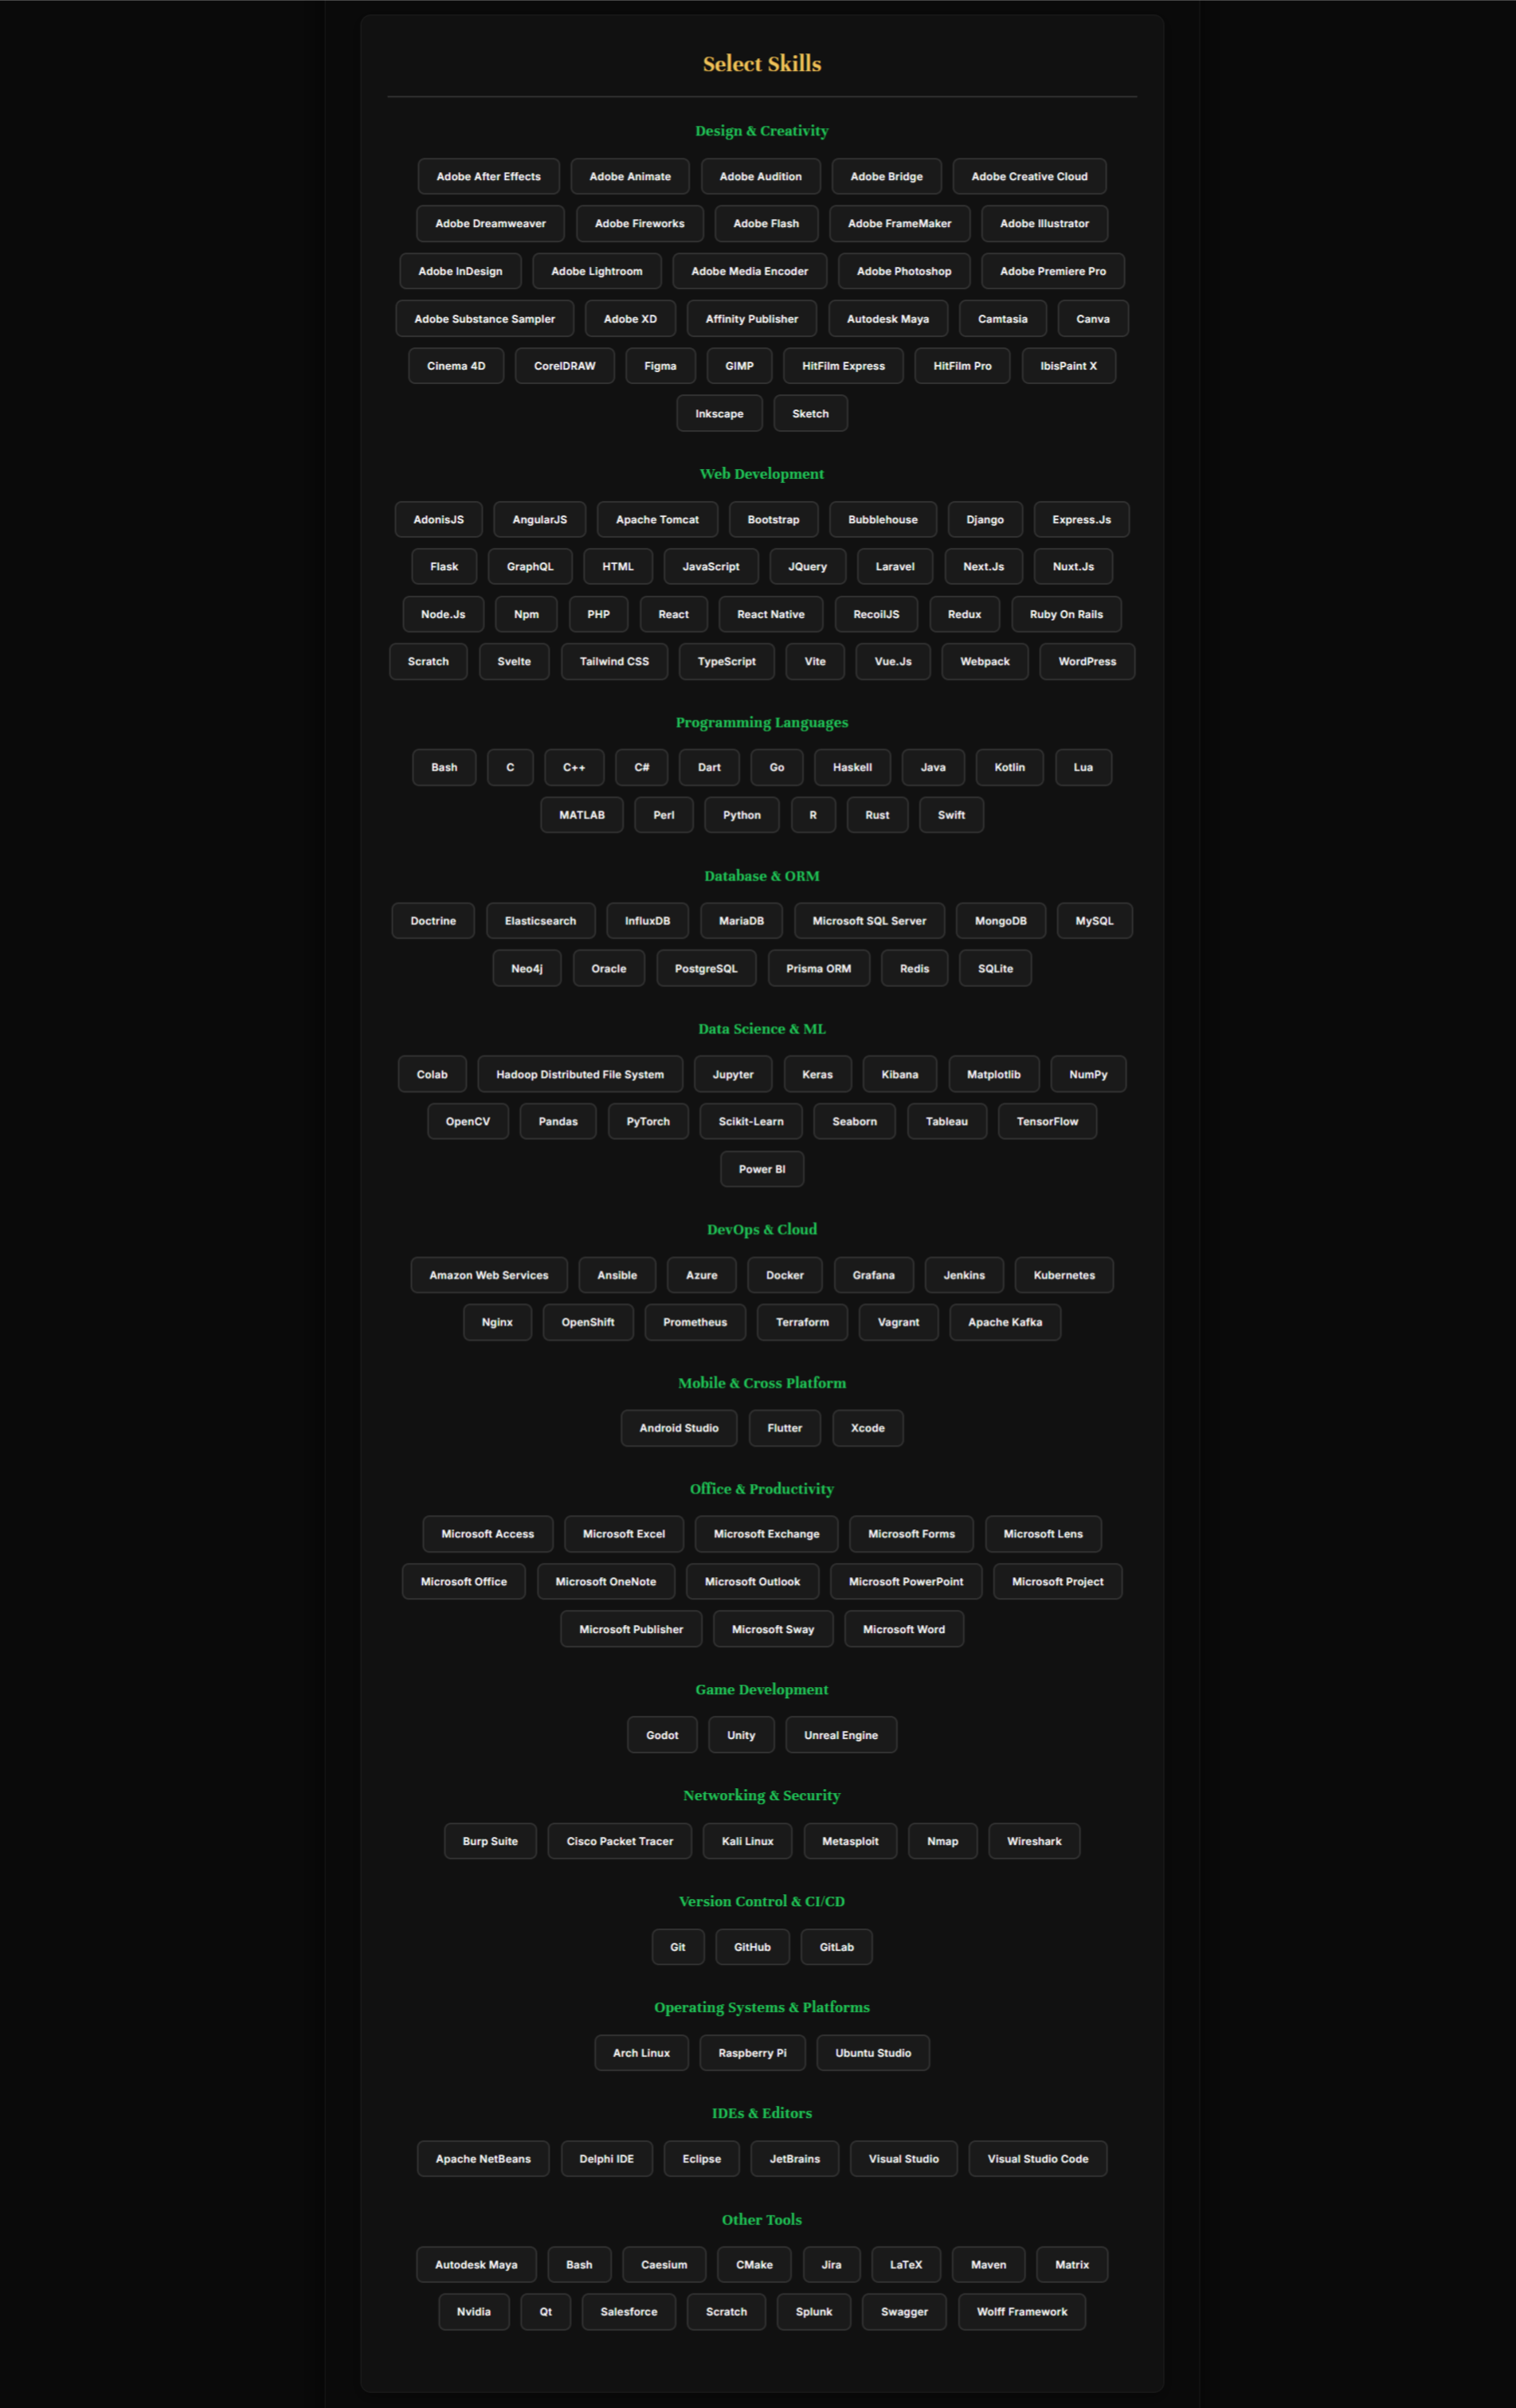 Select Skills
Design & Creativity
Adobe After Effects Adobe Animate Adobe Audition Adobe Bridge Adobe Creative Cloud
Adobe Dreamweaver Adobe Fireworks Adobe Flash Adobe FrameMaker Adobe Illustrator
Adobe InDesign Adobe Lightroom Adobe Media Encoder Adobe Photoshop Adobe Premiere Pro
Adobe Substance Sampler Adobe XD Affinity Publisher Autodesk Maya Camtasia Canva
Cinema 4D CorelDRAW Figma GIMP HitFilm Express HitFilm Pro IbisPaint X
Inkscape Sketch
Web Development
AdonisJS AngularJS Apache Tomcat Bootstrap Bubblehouse Django Express.Js
Flask GraphQL HTML JavaScript JQuery Laravel Next.Js Nuxt.Js
Node.Js Npm PHP React React Native RecoilJS Redux Ruby On Rails
Scratch Svelte Tailwind CSS TypeScript Vite Vue.Js Webpack WordPress
Programming Languages
Bash C C++ C# Dart Go Haskell Java Kotlin Lua
MATLAB Perl Python R Rust Swift
Database & ORM
Doctrine Elasticsearch InfluxDB MariaDB Microsoft SQL Server MongoDB MySQL
Neo4j Oracle PostgreSQL Prisma ORM Redis SQLite
Data Science & ML
Colab Hadoop Distributed File System Jupyter Keras Kibana Matplotlib NumPy
OpenCV Pandas PyTorch Scikit-Learn Seaborn Tableau TensorFlow
Power BI
DevOps & Cloud
Amazon Web Services Ansible Azure Docker Grafana Jenkins Kubernetes
Nginx OpenShift Prometheus Terraform Vagrant Apache Kafka
Mobile & Cross Platform
Android Studio Flutter Xcode
Office & Productivity
Microsoft Access Microsoft Excel Microsoft Exchange Microsoft Forms Microsoft Lens
Microsoft Office Microsoft OneNote Microsoft Outlook Microsoft PowerPoint Microsoft Project
Microsoft Publisher Microsoft Sway Microsoft Word
Game Development
Godot Unity Unreal Engine
Networking & Security
Burp Suite Cisco Packet Tracer Kali Linux Metasploit Nmap Wireshark
Version Control & CI/CD
Git GitHub GitLab
Operating Systems & Platforms
Arch Linux Raspberry Pi Ubuntu Studio
IDEs & Editors
Apache NetBeans Delphi IDE Eclipse JetBrains Visual Studio Visual Studio Code
Other Tools
Autodesk Maya Bash Caesium CMake Jira LaTeX Maven Matrix
Nvidia Qt Salesforce Scratch Splunk Swagger Wolff Framework